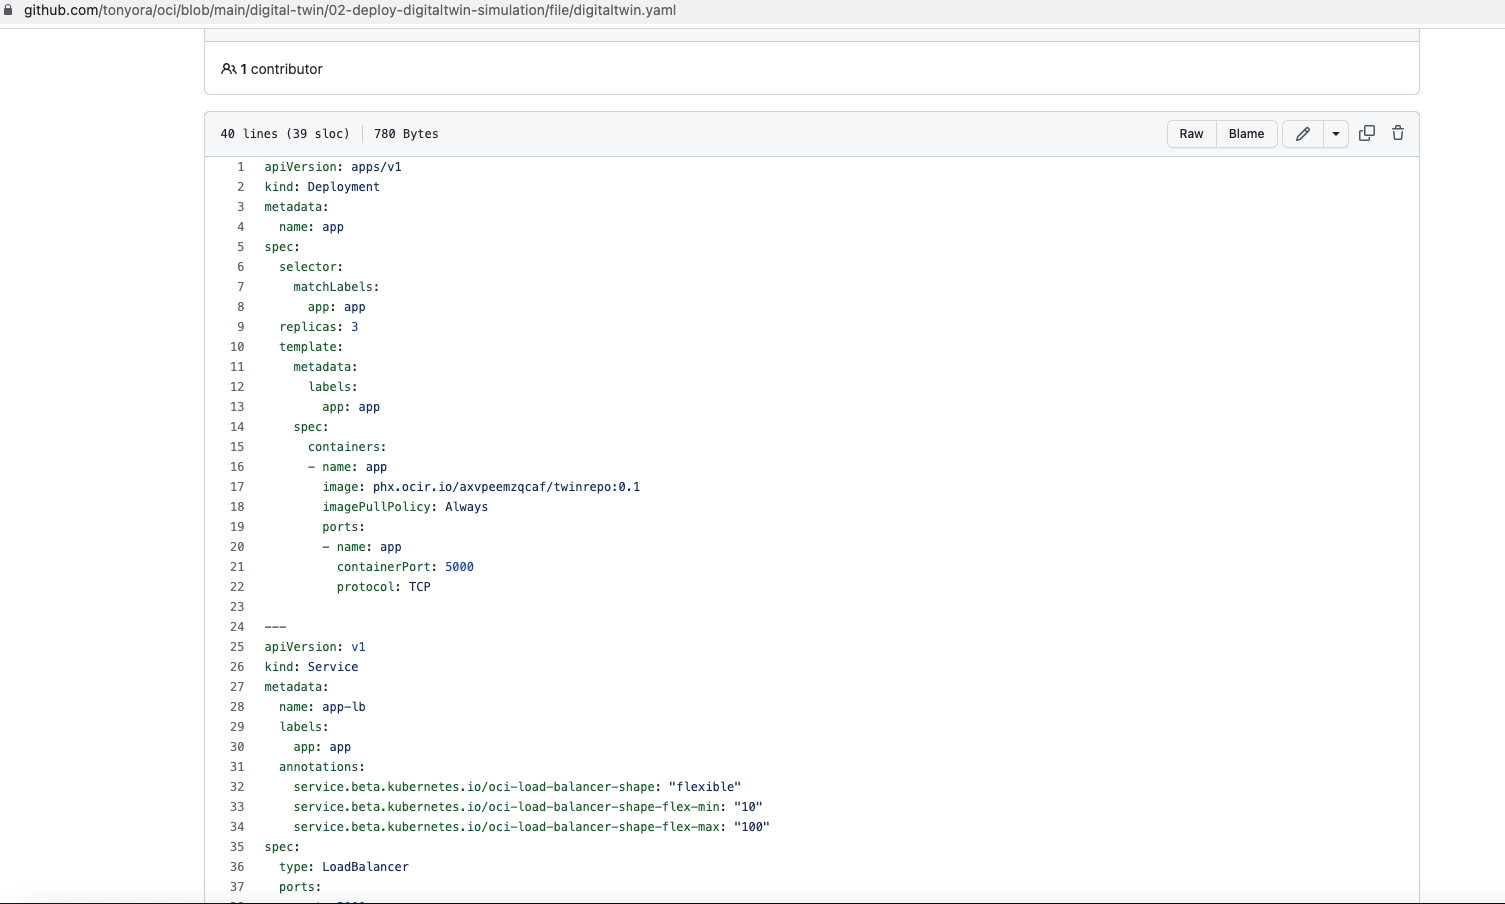 github.com/tonyora/oci/blob/main/digital-twin/02-deploy-digitaltwin-simulation/file/digitaltwin.yaml
1 contributor
40 lines (39 sloc) 780 Bytes Raw Blame
1 apiVersion: apps/v1
2 kind: Deployment
3 metadata:
4   name: app
5 spec:
6   selector:
7     matchLabels:
8       app: app
9   replicas: 3
10   template:
11     metadata:
12       labels:
13         app: app
14     spec:
15       containers:
16       - name: app
17         image: phx.ocir.io/axvpeemzqcaf/twinrepo:0.1
18         imagePullPolicy: Always
19         ports:
20         - name: app
21           containerPort: 5000
22           protocol: TCP
23
24 ---
25 apiVersion: v1
26 kind: Service
27 metadata:
28   name: app-lb
29   labels:
30     app: app
31   annotations:
32     service.beta.kubernetes.io/oci-load-balancer-shape: "flexible"
33     service.beta.kubernetes.io/oci-load-balancer-shape-flex-min: "10"
34     service.beta.kubernetes.io/oci-load-balancer-shape-flex-max: "100"
35 spec:
36   type: LoadBalancer
37   ports: